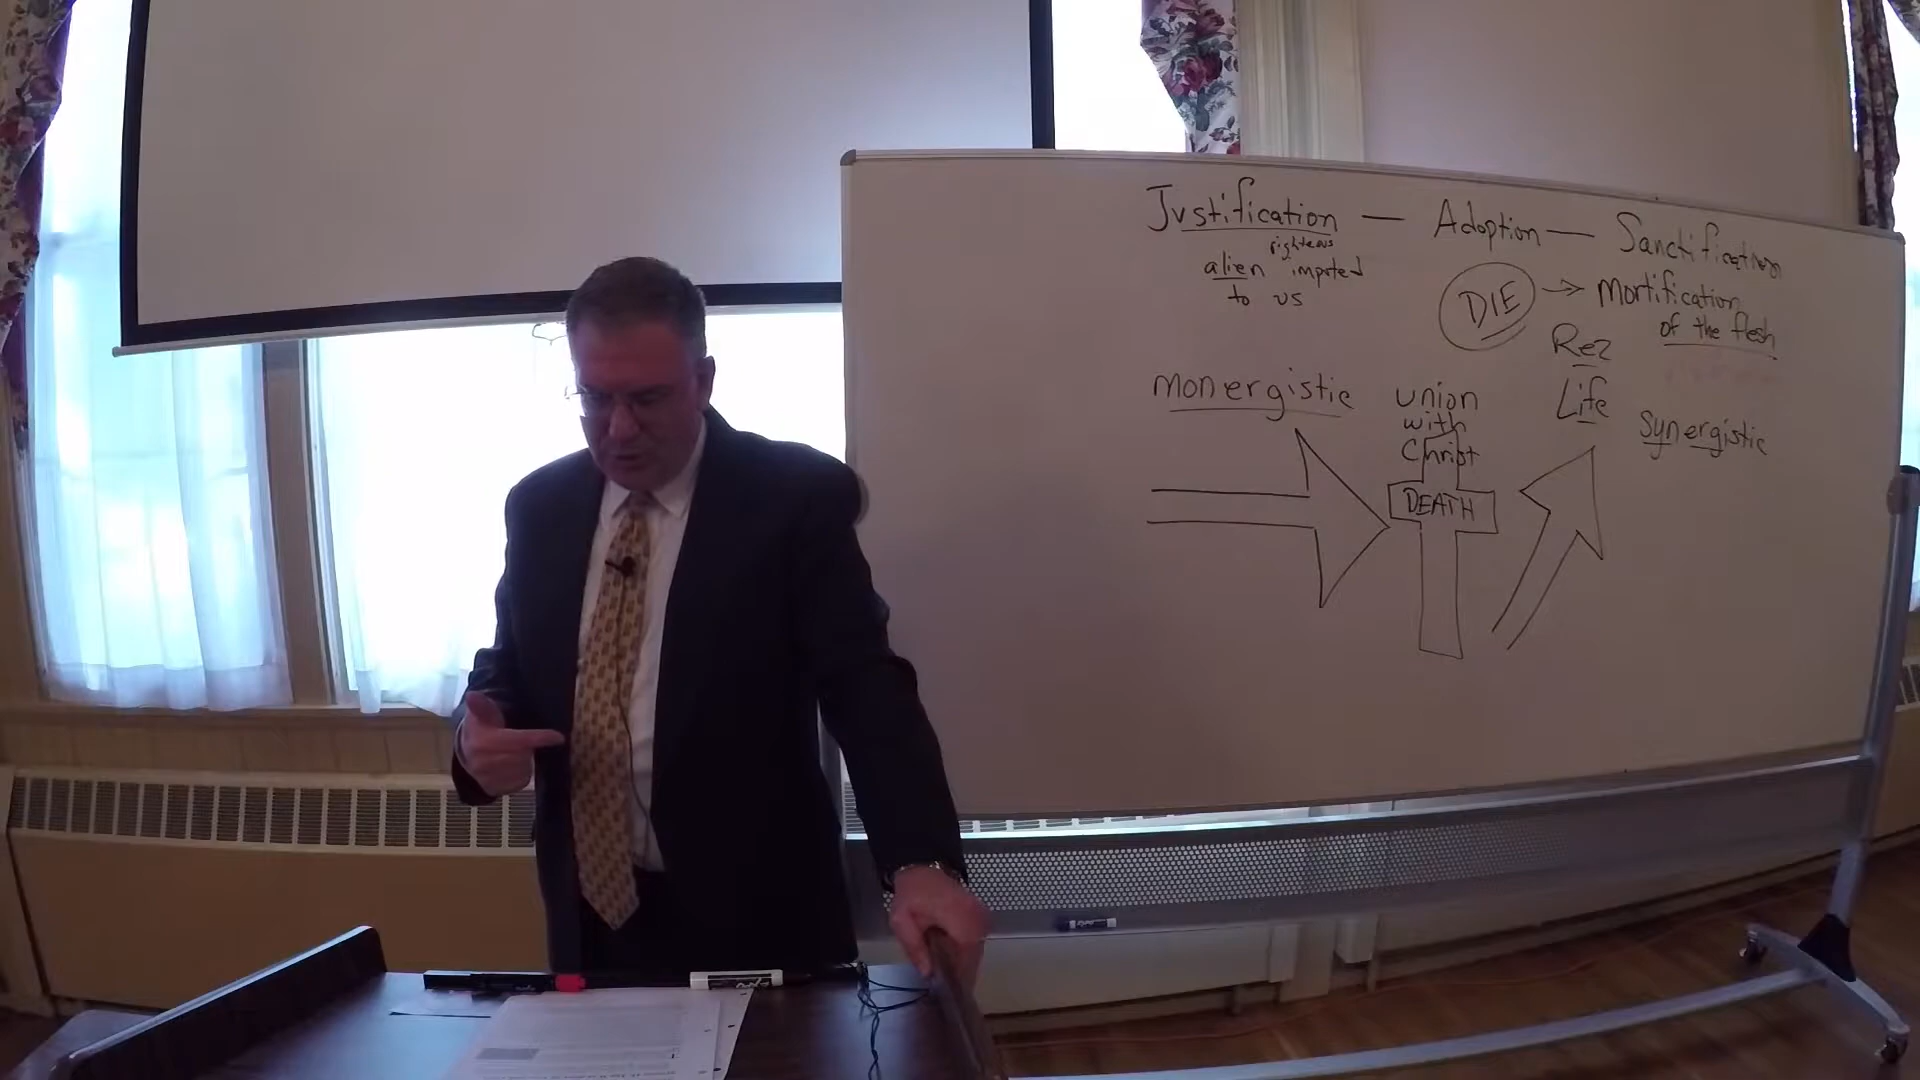 Justification — Adoption — Sanctification
righteous
alien imputed
to us
DIE → Mortification
of the flesh
Rez
Life
monergistic
union
with
Christ
synergistic
DEATH